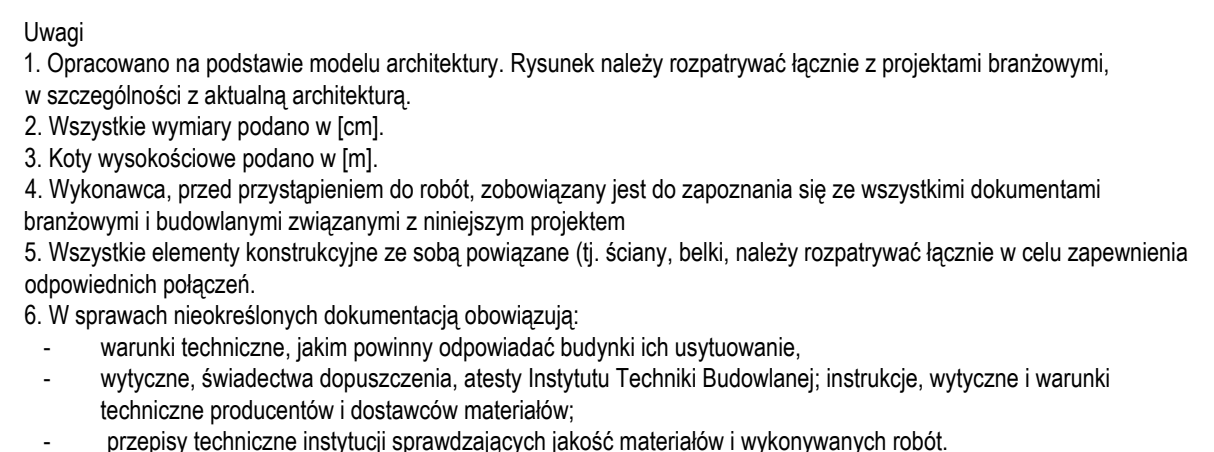 Uwagi
1. Opracowano na podstawie modelu architektury. Rysunek należy rozpatrywać łącznie z projektami branżowymi,
w szczególności z aktualną architekturą.
2. Wszystkie wymiary podano w [cm].
3. Koty wysokościowe podano w [m].
4. Wykonawca, przed przystąpieniem do robót, zobowiązany jest do zapoznania się ze wszystkimi dokumentami
branżowymi i budowlanymi związanymi z niniejszym projektem
5. Wszystkie elementy konstrukcyjne ze sobą powiązane (tj. ściany, belki, należy rozpatrywać łącznie w celu zapewnienia
odpowiednich połączeń.
6. W sprawach nieokreślonych dokumentacją obowiązują:
- warunki techniczne, jakim powinny odpowiadać budynki ich usytuowanie,
- wytyczne, świadectwa dopuszczenia, atesty Instytutu Techniki Budowlanej; instrukcje, wytyczne i warunki
techniczne producentów i dostawców materiałów;
- przepisy techniczne instytucji sprawdzających jakość materiałów i wykonywanych robót.